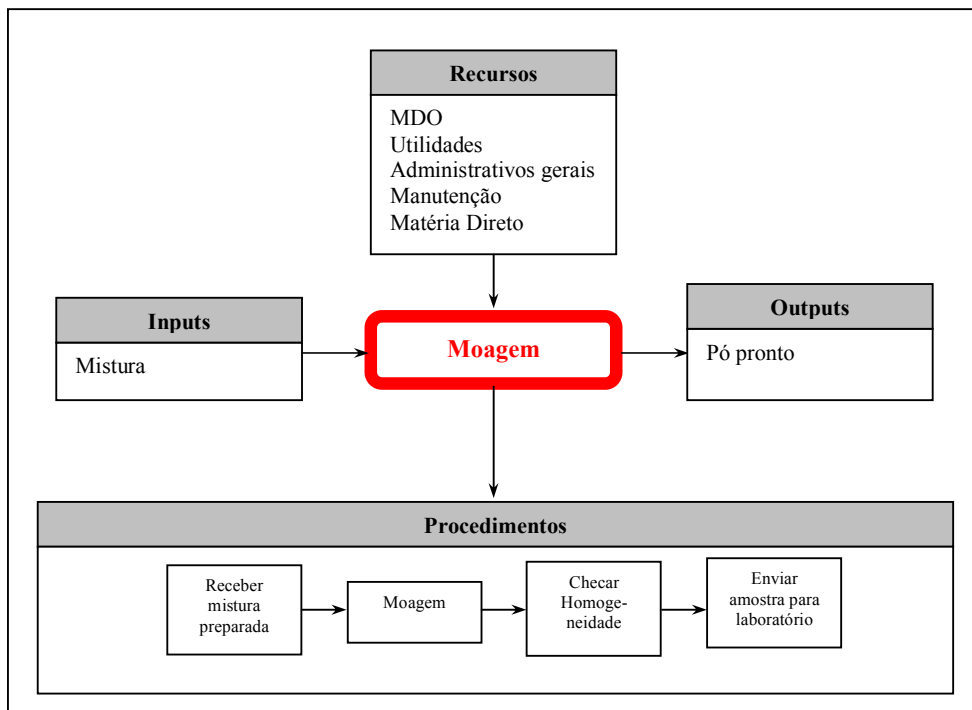 Recursos
MDO
Utilidades
Administrativos gerais
Manutenção
Matéria Direto
Inputs
Mistura
Moagem
Outputs
Pó pronto
Procedimentos
Receber
mistura
preparada
Moagem
Checar
Homoge-
neidade
Enviar
amostra para
laboratório